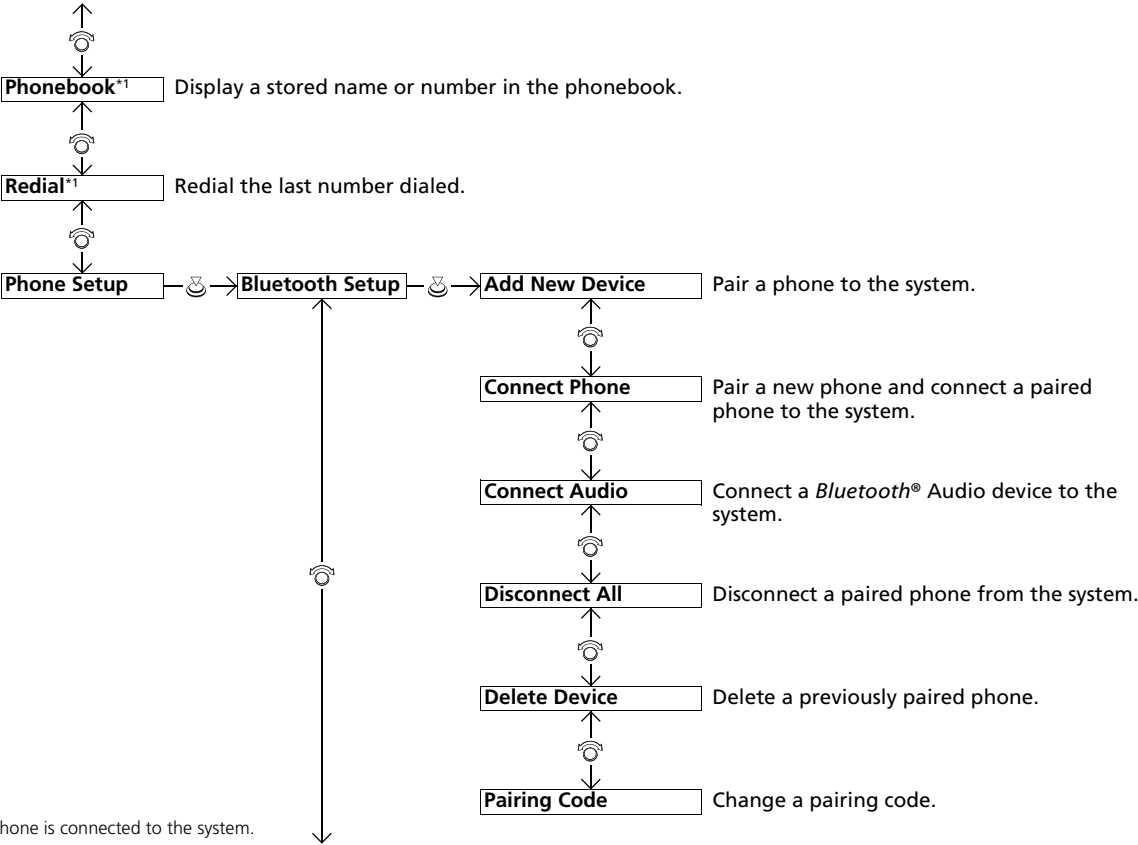 Phonebook*1 Display a stored name or number in the phonebook.
Redial*1 Redial the last number dialed.
Phone Setup Bluetooth Setup Add New Device Pair a phone to the system.
Connect Phone Pair a new phone and connect a paired
phone to the system.
Connect Audio Connect a Bluetooth® Audio device to the
system.
Disconnect All Disconnect a paired phone from the system.
Delete Device Delete a previously paired phone.
Pairing Code Change a pairing code.
hone is connected to the system.